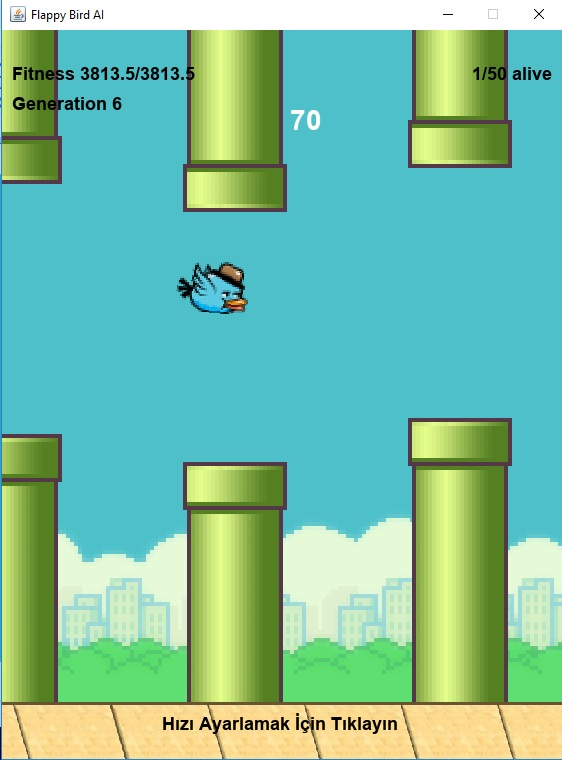 Flappy Bird AI
Fitness 3813.5/3813.5
1/50 alive
Generation 6
70
Hızı Ayarlamak İçin Tıklayın